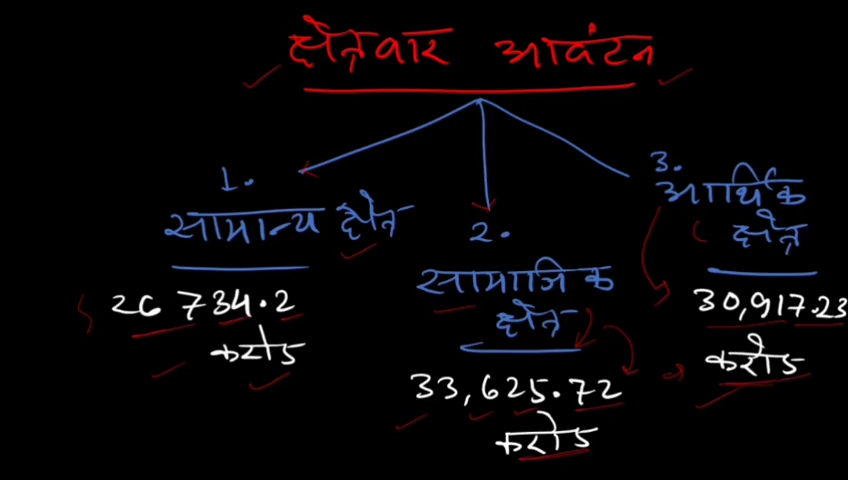 क्षेत्रवार आवंटन
1.
सामान्य क्षेत्र
26 734.2
करोड
2.
सामाजिक
क्षेत्र
33,625.72
करोड
3.
आर्थिक
क्षेत्र
30,917.23
करोड